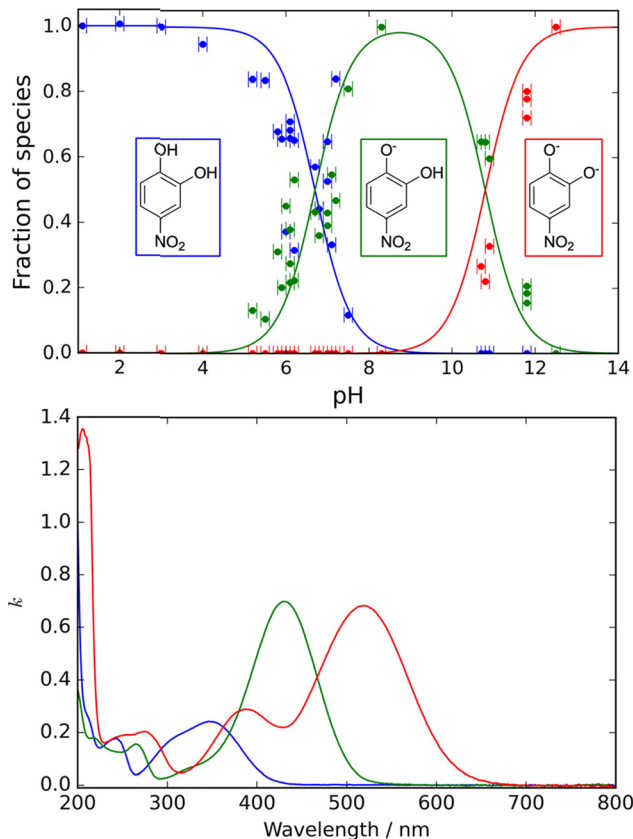 Fraction of species
1.0
0.8
0.6
0.4
0.2
0.0
OH
OH
NO₂
O⁻
OH
NO₂
O⁻
O⁻
NO₂
2 4 6 8 10 12 14
pH
k
1.4
1.2
1.0
0.8
0.6
0.4
0.2
0.0
200 300 400 500 600 700 800
Wavelength / nm